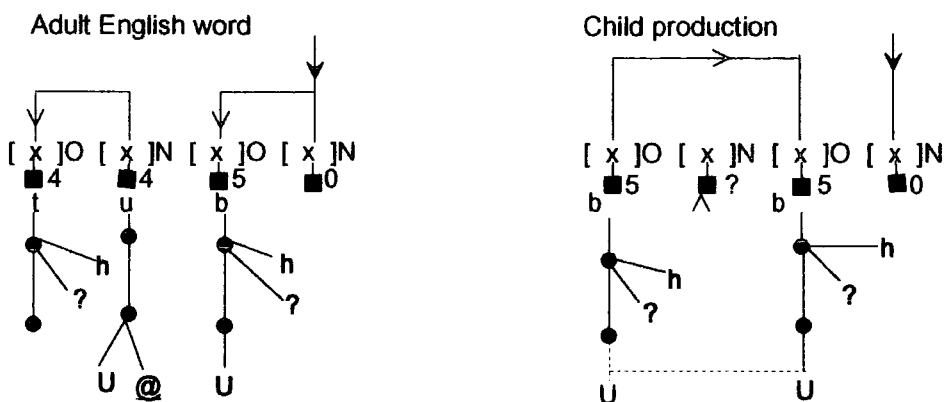 Adult English word
Child production
[ x ]O [ x ]N [ x ]O [ x ]N
[ x ]O [ x ]N [ x ]O [ x ]N
4 4 5 0
5 ? 5 0
t u b
b b
h h
h h
? ?
? ?
U @ U
U U